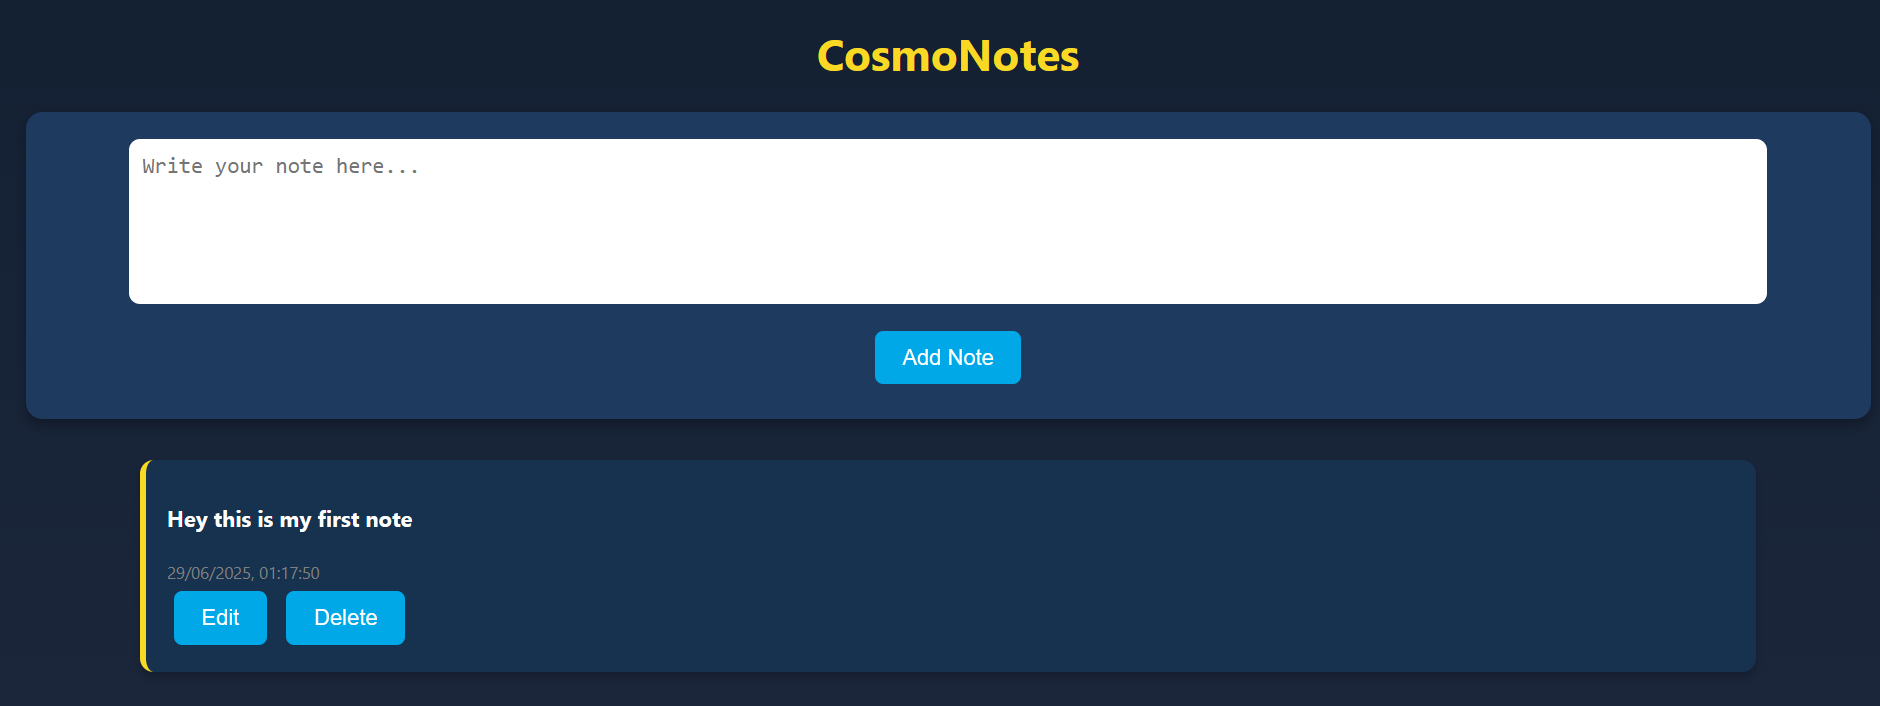 CosmoNotes
Write your note here...
Add Note
Hey this is my first note
29/06/2025, 01:17:50
Edit Delete